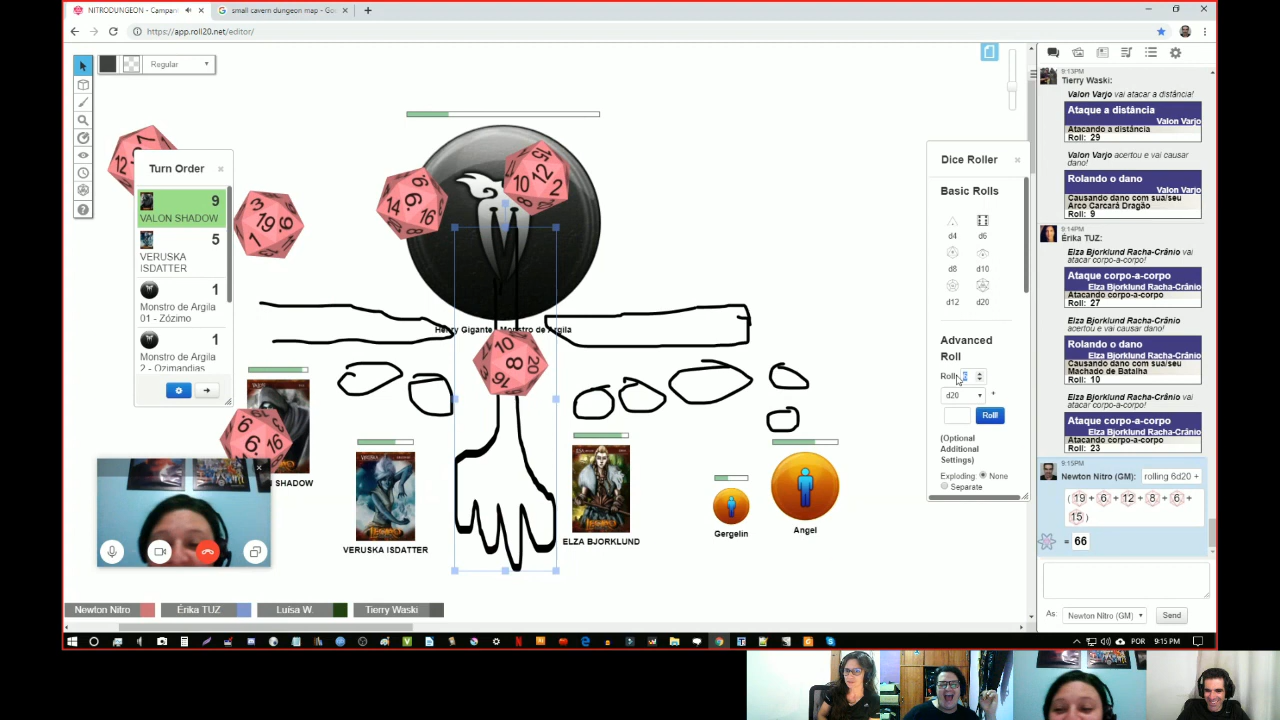 NITRODUNGEON - Campan
small cavern dungeon map - Go
https://app.roll20.net/editor/
Regular
Turn Order
9
VALON SHADOW
5
VERUSKA
ISDATTER
1
Monstro de Argila
01 - Zózimo
1
Monstro de Argila
2 - Ozimandias
Henry Gigante - Monstro de Argila
N SHADOW
VERUSKA ISDATTER
ELZA BJORKLUND
Gergelin
Angel
Newton Nitro
Érika TUZ
Luísa W.
Tierry Waski
Dice Roller
Basic Rolls
d4
d6
d8
d10
d12
d20
Advanced
Roll
Roll
d20
Roll!
(Optional
Additional
Settings)
Exploding:
None
Separate
9:13PM
Tierry Waski:
Valon Varjo vai atacar a distância!
Ataque a distância
Valon Varjo
Atacando a distância
Roll: 29
Valon Varjo acertou e vai causar
dano!
Rolando o dano
Valon Varjo
Causando dano com sua/seu
Arco Carcará Dragão
Roll: 9
9:14PM
Érika TUZ:
Elza Bjorklund Racha-Crânio vai
atacar corpo-a-corpo!
Ataque corpo-a-corpo
Elza Bjorklund Racha-Crânio
Atacando corpo-a-corpo
Roll: 27
Elza Bjorklund Racha-Crânio
acertou e vai causar dano!
Rolando o dano
Elza Bjorklund Racha-Crânio
Causando dano com sua/seu
Machado de Batalha
Roll: 10
Elza Bjorklund Racha-Crânio vai
atacar corpo-a-corpo!
Ataque corpo-a-corpo
Elza Bjorklund Racha-Crânio
Atacando corpo-a-corpo
Roll: 23
9:15PM
Newton Nitro (GM):
rolling 6d20 +
(19+6+12+8+6+
15)
= 66
As:
Newton Nitro (GM)
Send
POR
9:15 PM